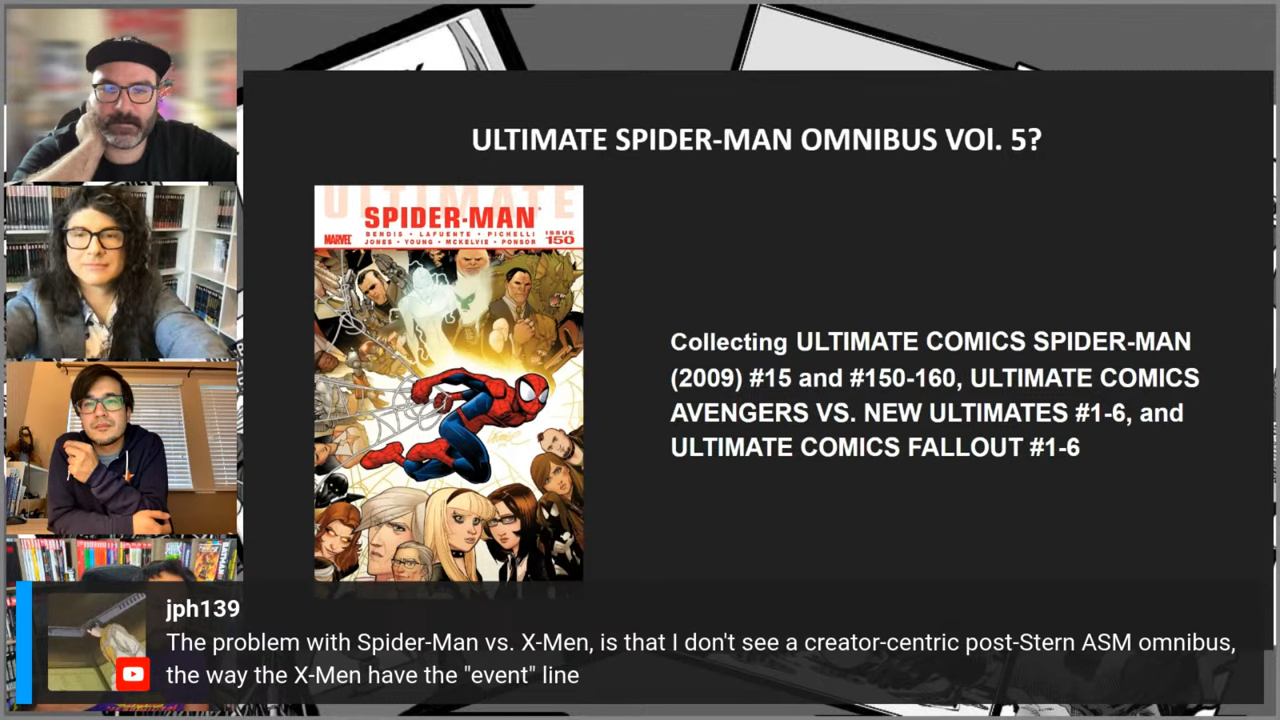 ULTIMATE SPIDER-MAN OMNIBUS VOl. 5?
ULTIMATE
SPIDER-MAN
BENDIS • LAFUENTE • PICHELLI
JONES • YOUNG • MCKELVIE • PONSOR
MARVEL
ISSUE
150
Collecting ULTIMATE COMICS SPIDER-MAN
(2009) #15 and #150-160, ULTIMATE COMICS
AVENGERS VS. NEW ULTIMATES #1-6, and
ULTIMATE COMICS FALLOUT #1-6
jph139
The problem with Spider-Man vs. X-Men, is that I don't see a creator-centric post-Stern ASM omnibus,
the way the X-Men have the "event" line